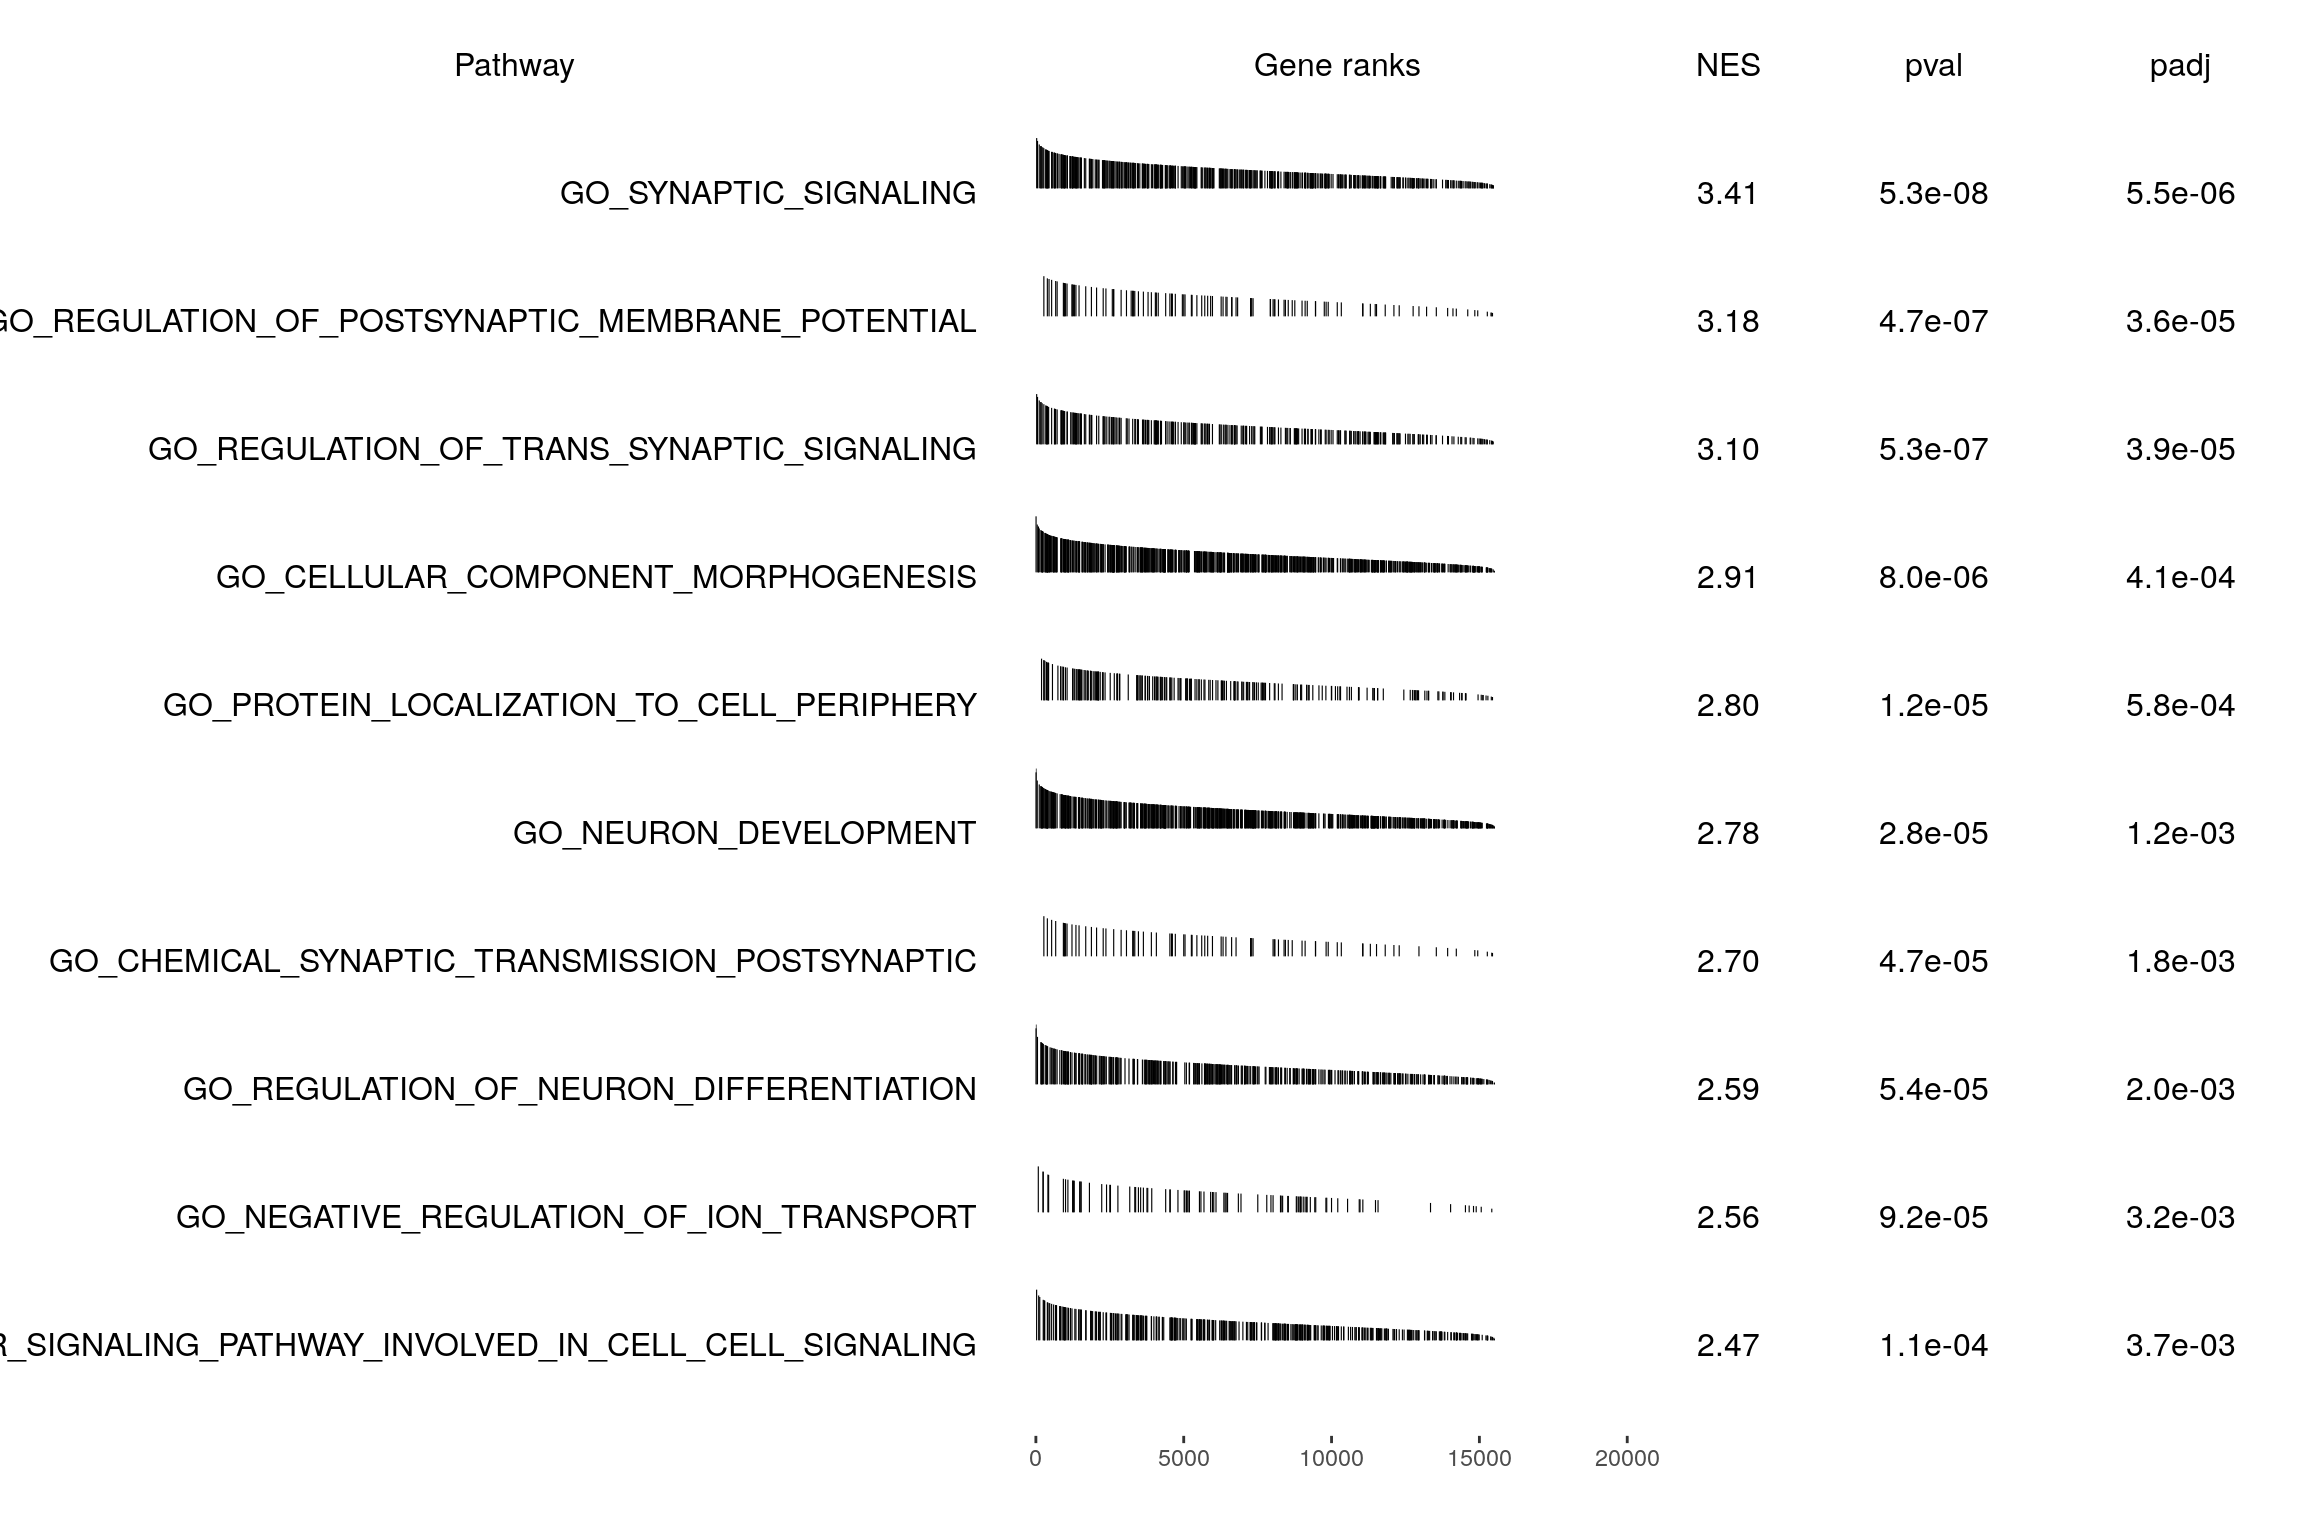 Pathway Gene ranks NES pval padj
GO_SYNAPTIC_SIGNALING 3.41 5.3e-08 5.5e-06
GO_REGULATION_OF_POSTSYNAPTIC_MEMBRANE_POTENTIAL 3.18 4.7e-07 3.6e-05
GO_REGULATION_OF_TRANS_SYNAPTIC_SIGNALING 3.10 5.3e-07 3.9e-05
GO_CELLULAR_COMPONENT_MORPHOGENESIS 2.91 8.0e-06 4.1e-04
GO_PROTEIN_LOCALIZATION_TO_CELL_PERIPHERY 2.80 1.2e-05 5.8e-04
GO_NEURON_DEVELOPMENT 2.78 2.8e-05 1.2e-03
GO_CHEMICAL_SYNAPTIC_TRANSMISSION_POSTSYNAPTIC 2.70 4.7e-05 1.8e-03
GO_REGULATION_OF_NEURON_DIFFERENTIATION 2.59 5.4e-05 2.0e-03
GO_NEGATIVE_REGULATION_OF_ION_TRANSPORT 2.56 9.2e-05 3.2e-03
R_SIGNALING_PATHWAY_INVOLVED_IN_CELL_CELL_SIGNALING 2.47 1.1e-04 3.7e-03
0 5000 10000 15000 20000